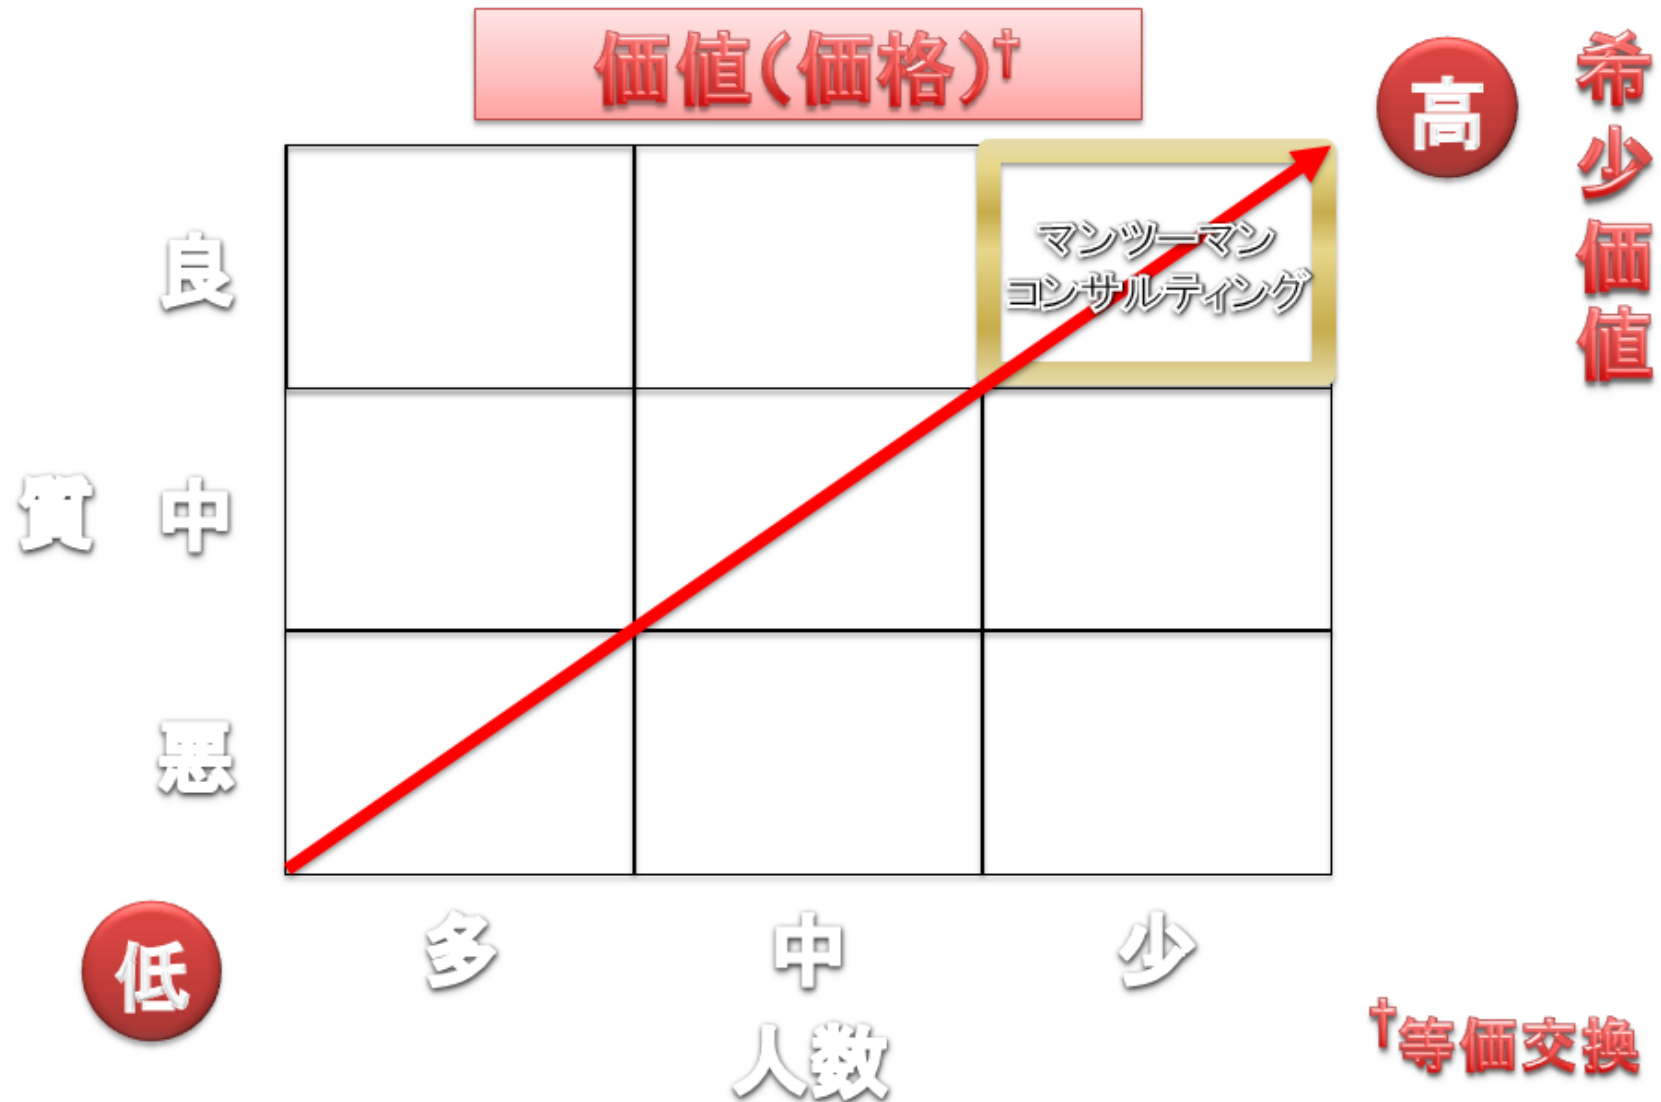 価値(価格)†
高
希少価値
良
マンツーマン
コンサルティング
質
中
悪
低
多
中
少
人数
†等価交換